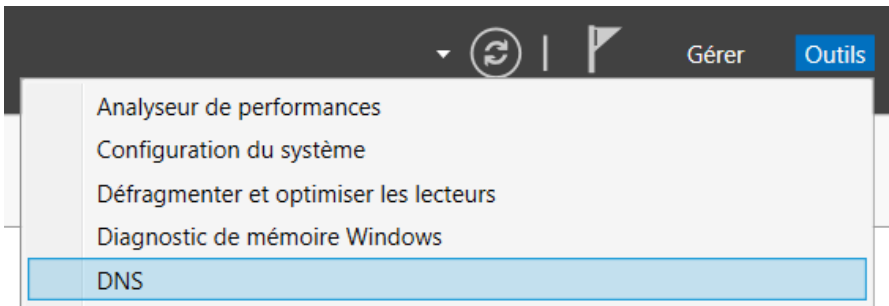 Gérer Outils
Analyseur de performances
Configuration du système
Défragmenter et optimiser les lecteurs
Diagnostic de mémoire Windows
DNS